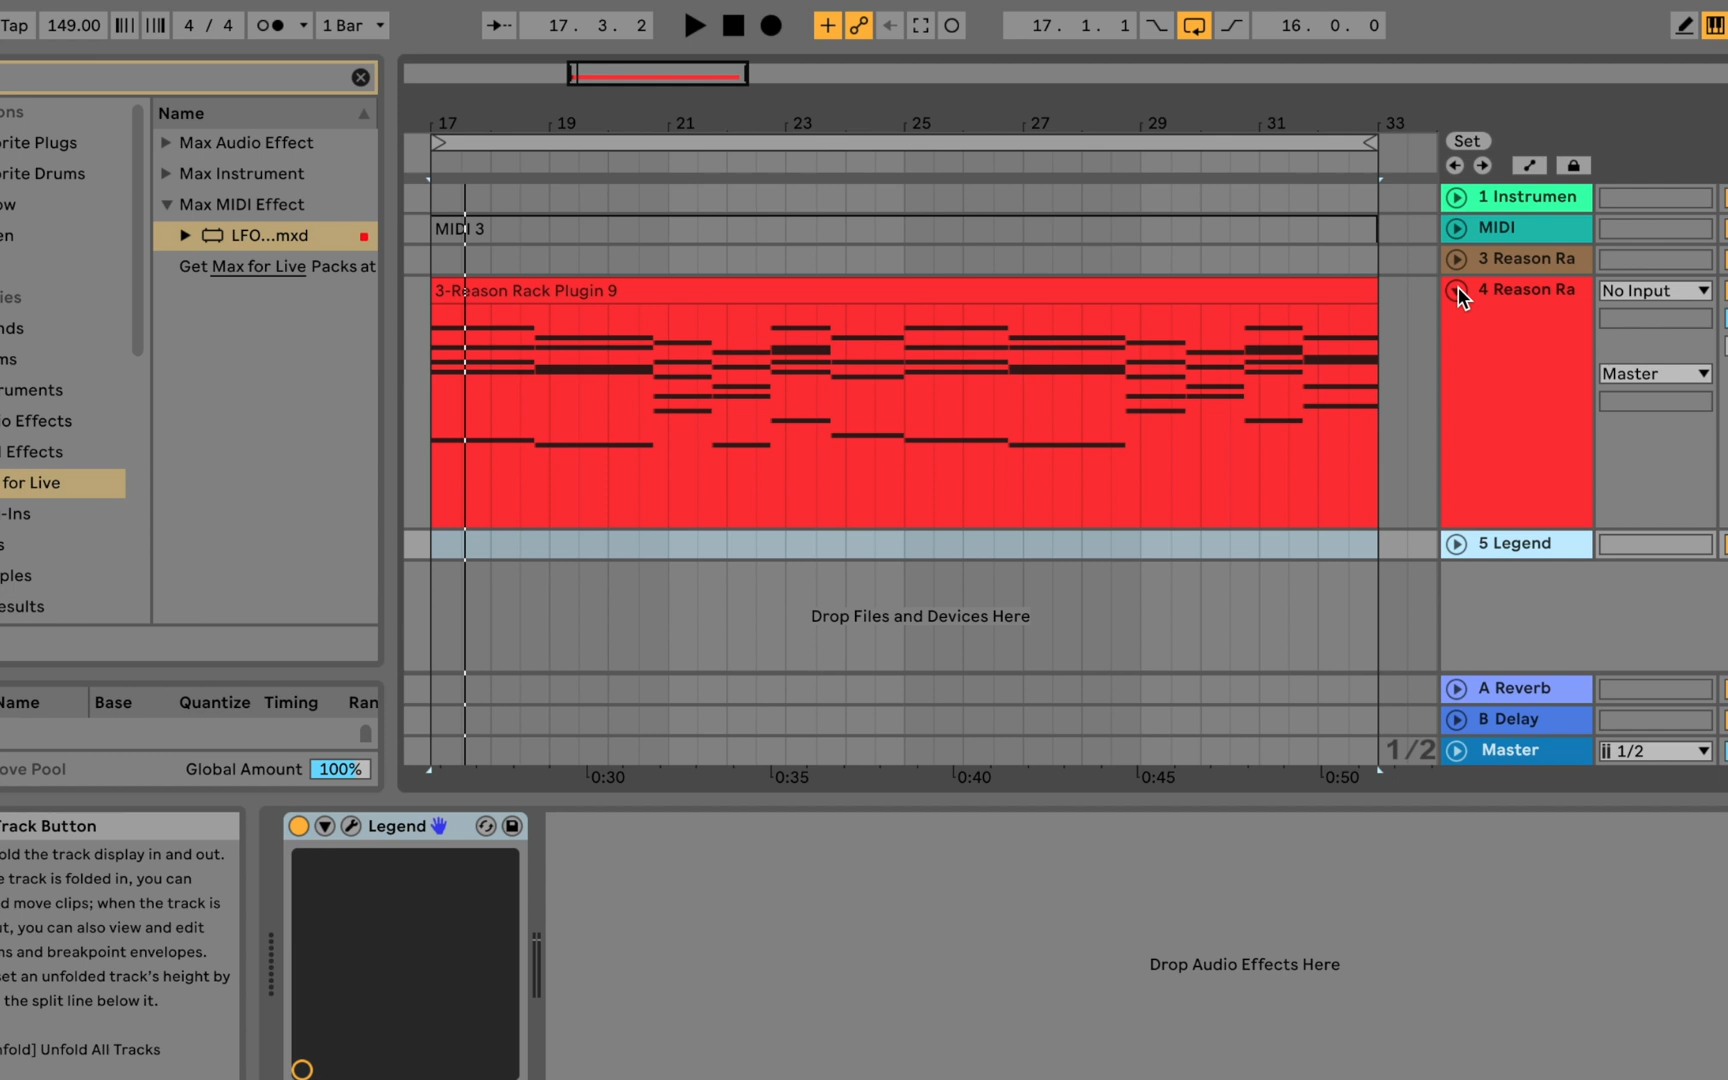 Tap 149.00 4 / 4 1 Bar 17. 3. 2 17. 1. 1 16. 0. 0
ons
orite Plugs
orite Drums
ow
en
ies
nds
ms
ruments
io Effects
I Effects
for Live
-Ins
s
ples
esults
Name
Max Audio Effect
Max Instrument
Max MIDI Effect
LFO...mxd
Get Max for Live Packs at
Name Base Quantize Timing Ran
ove Pool Global Amount 100%
17 19 21 23 25 27 29 31 33
MIDI 3
3-Reason Rack Plugin 9
Drop Files and Devices Here
1/2
0:30 0:35 0:40 0:45 0:50
Set
1 Instrumen
MIDI
3 Reason Ra
4 Reason Ra No Input
Master
5 Legend
A Reverb
B Delay
Master ii 1/2
Track Button
old the track display in and out.
e track is folded in, you can
d move clips; when the track is
ut, you can also view and edit
ns and breakpoint envelopes.
set an unfolded track's height by
the split line below it.
nfold] Unfold All Tracks
Legend
Drop Audio Effects Here